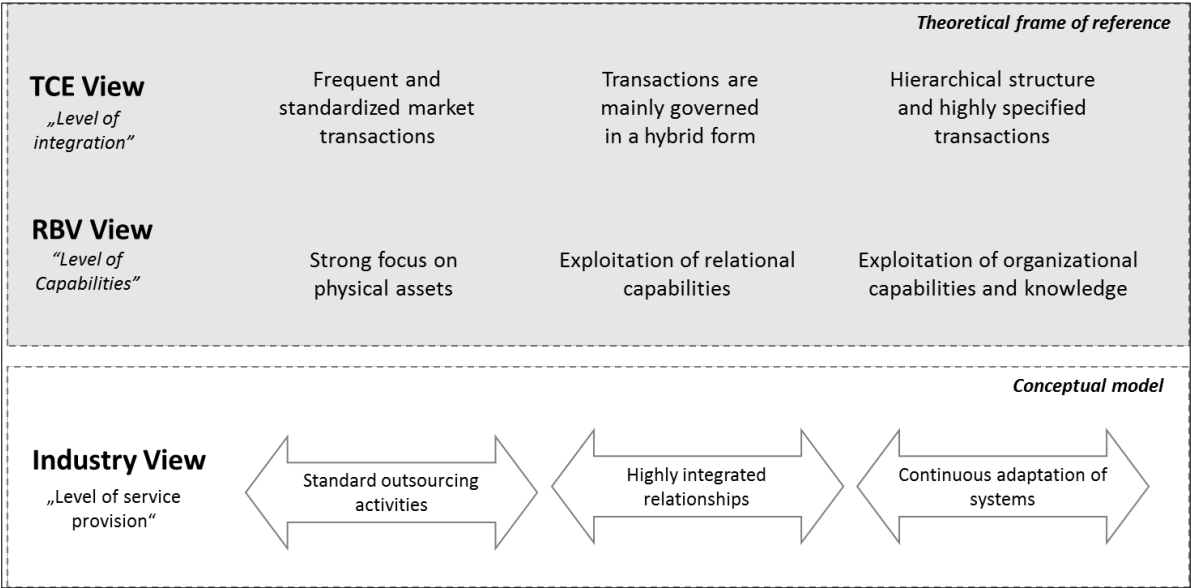 Theoretical frame of reference
TCE View
„Level of
integration”
Frequent and
standardized market
transactions
Transactions are
mainly governed
in a hybrid form
Hierarchical structure
and highly specified
transactions
RBV View
“Level of
Capabilities”
Strong focus on
physical assets
Exploitation of relational
capabilities
Exploitation of organizational
capabilities and knowledge
Conceptual model
Industry View
„Level of service
provision“
Standard outsourcing
activities
Highly integrated
relationships
Continuous adaptation of
systems